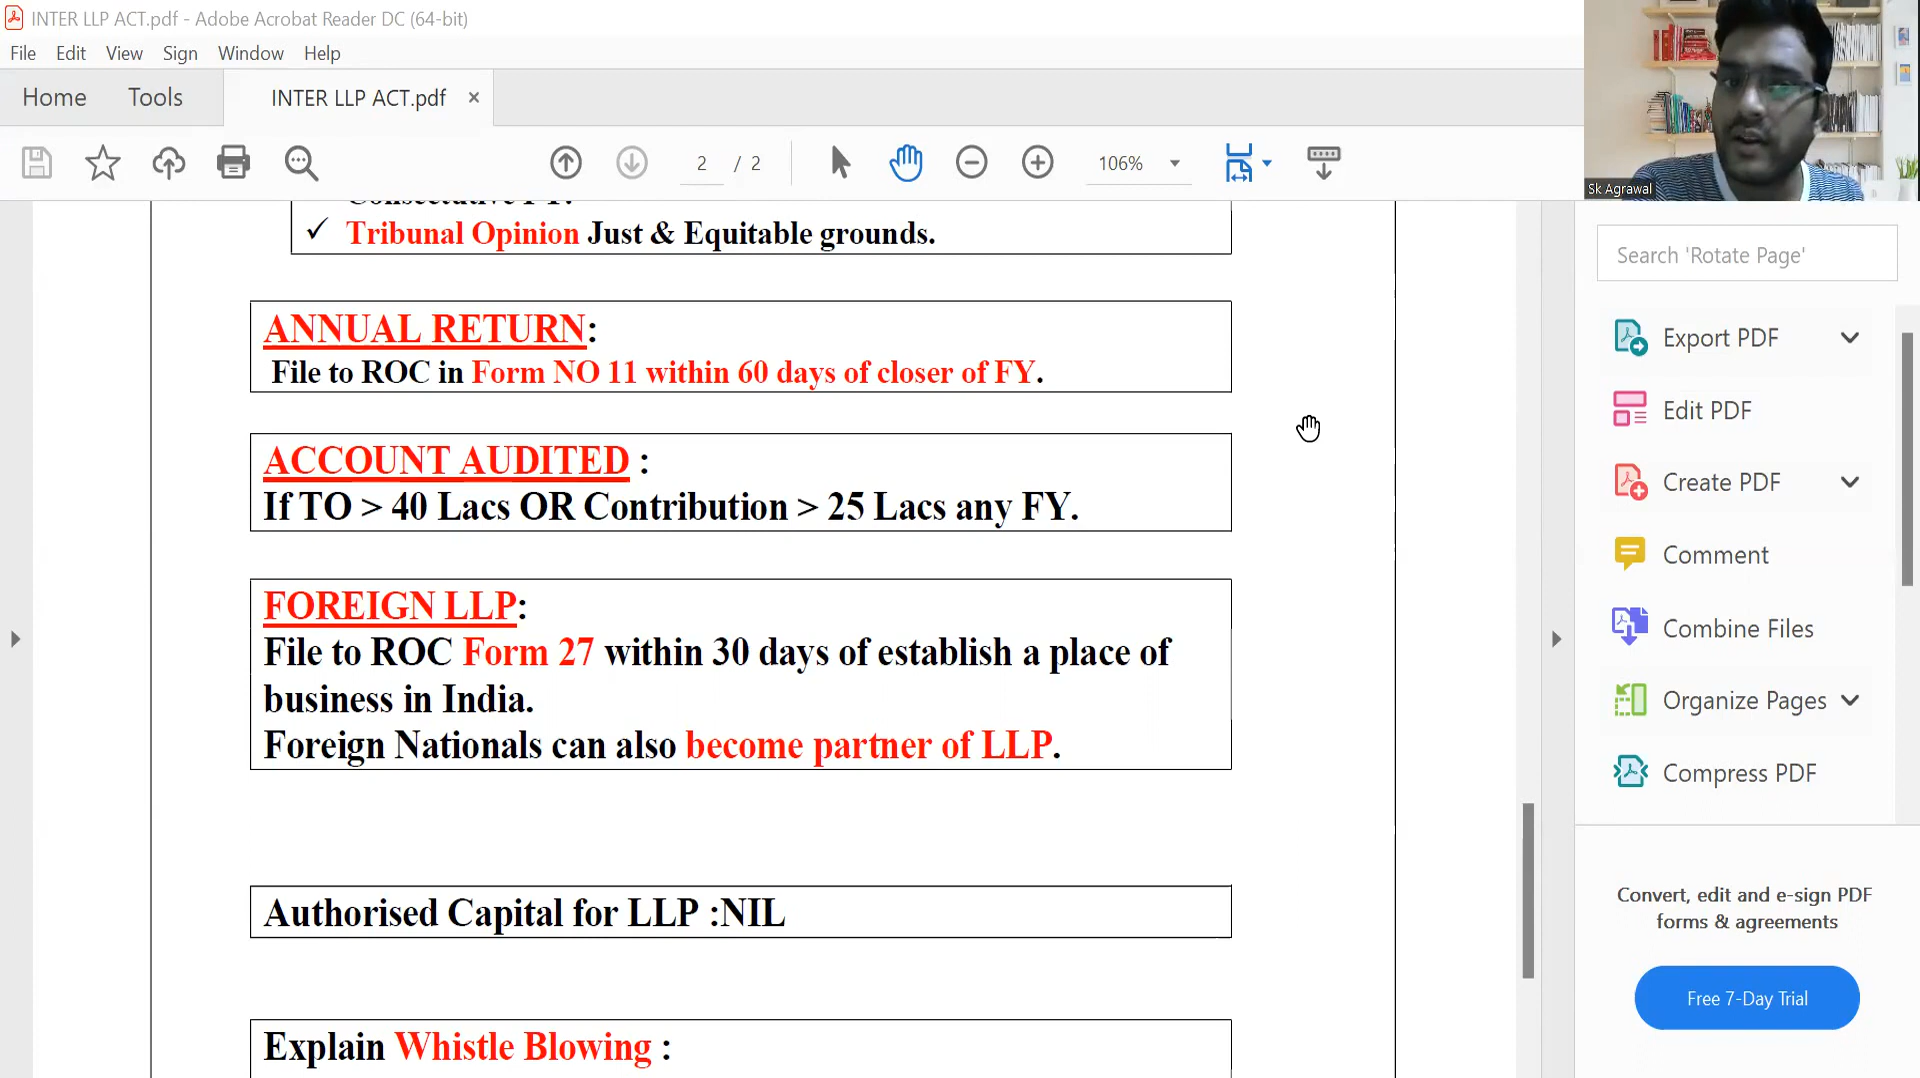 INTER LLP ACT.pdf - Adobe Acrobat Reader DC (64-bit)
File Edit View Sign Window Help
Home Tools INTER LLP ACT.pdf ×
2 / 2 106%
Sk Agrawal
Consecutive FY.
✓ Tribunal Opinion Just & Equitable grounds.
ANNUAL RETURN:
File to ROC in Form NO 11 within 60 days of closer of FY.
ACCOUNT AUDITED :
If TO > 40 Lacs OR Contribution > 25 Lacs any FY.
FOREIGN LLP:
File to ROC Form 27 within 30 days of establish a place of
business in India.
Foreign Nationals can also become partner of LLP.
Authorised Capital for LLP :NIL
Explain Whistle Blowing :
Search 'Rotate Page'
Export PDF
Edit PDF
Create PDF
Comment
Combine Files
Organize Pages
Compress PDF
Convert, edit and e-sign PDF
forms & agreements
Free 7-Day Trial